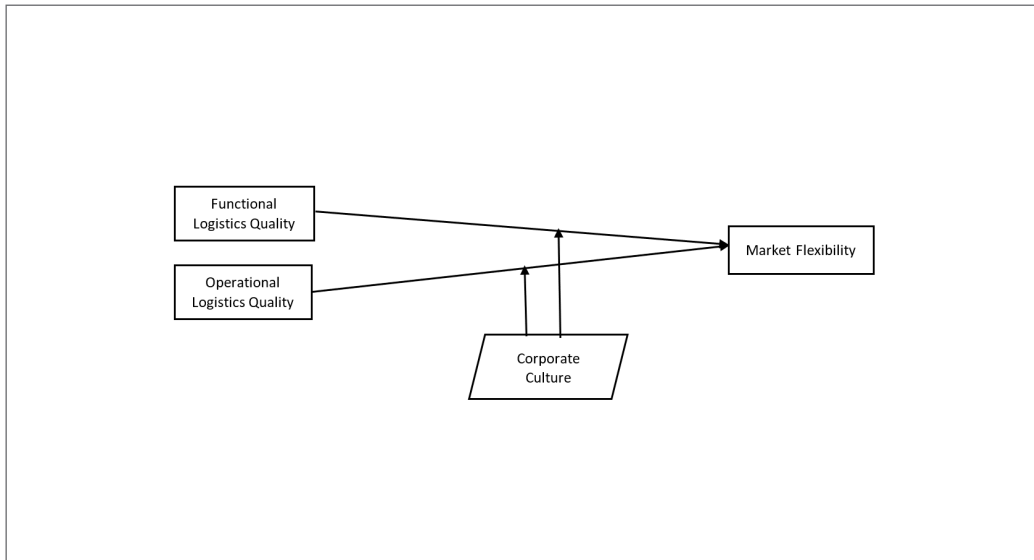 Functional
Logistics Quality
Operational
Logistics Quality
Market Flexibility
Corporate
Culture